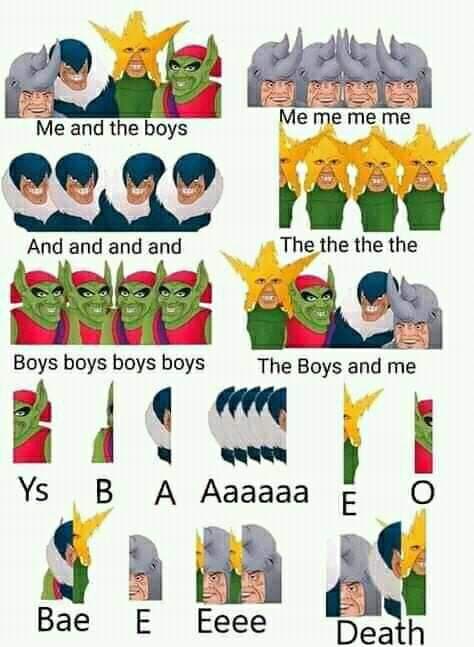 Me and the boys
Me me me me
And and and and
The the the the
Boys boys boys boys
The Boys and me
Ys B A Aaaaaa E O
Bae E Eeee Death